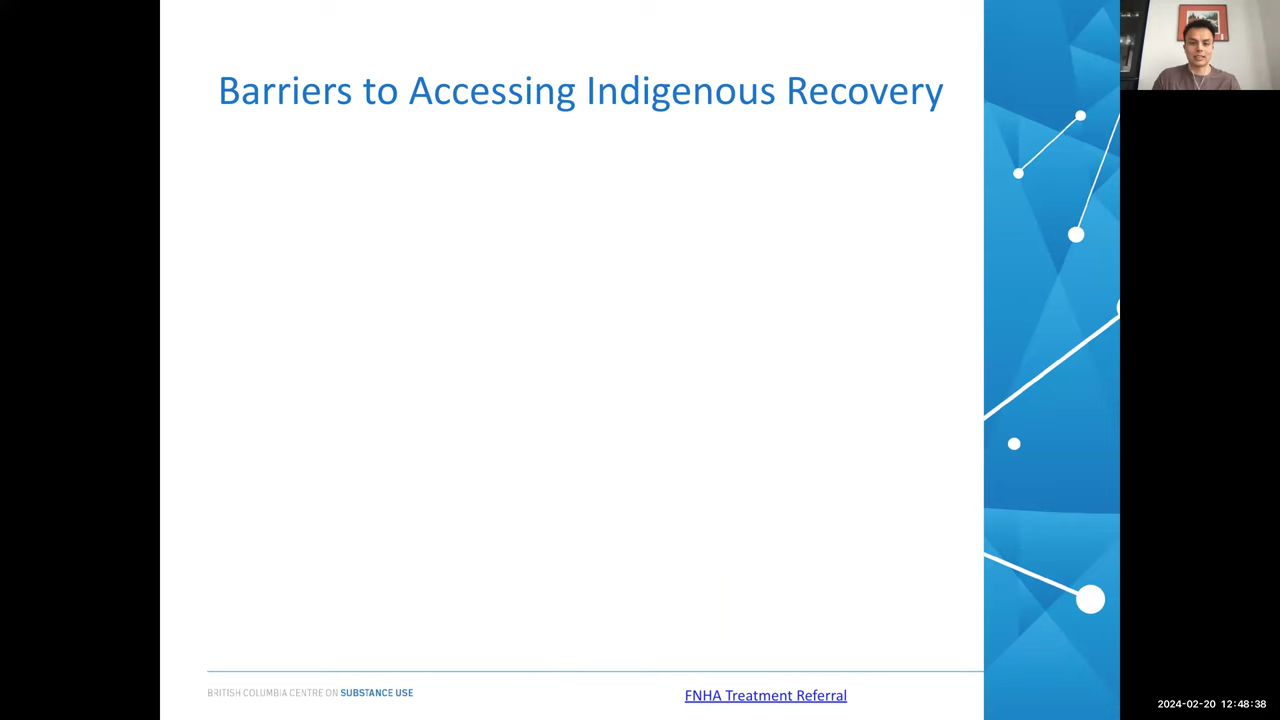 Barriers to Accessing Indigenous Recovery
BRITISH COLUMBIA CENTRE ON SUBSTANCE USE
FNHA Treatment Referral
2024-02-20 12:48:38